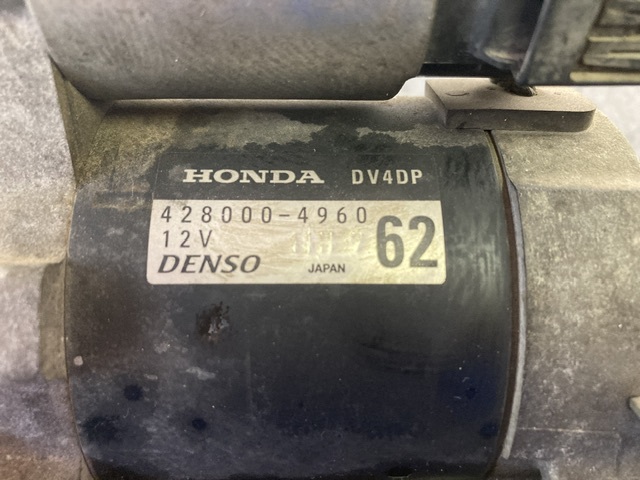 HONDA DV4DP
428000-4960
12V 62
DENSO JAPAN